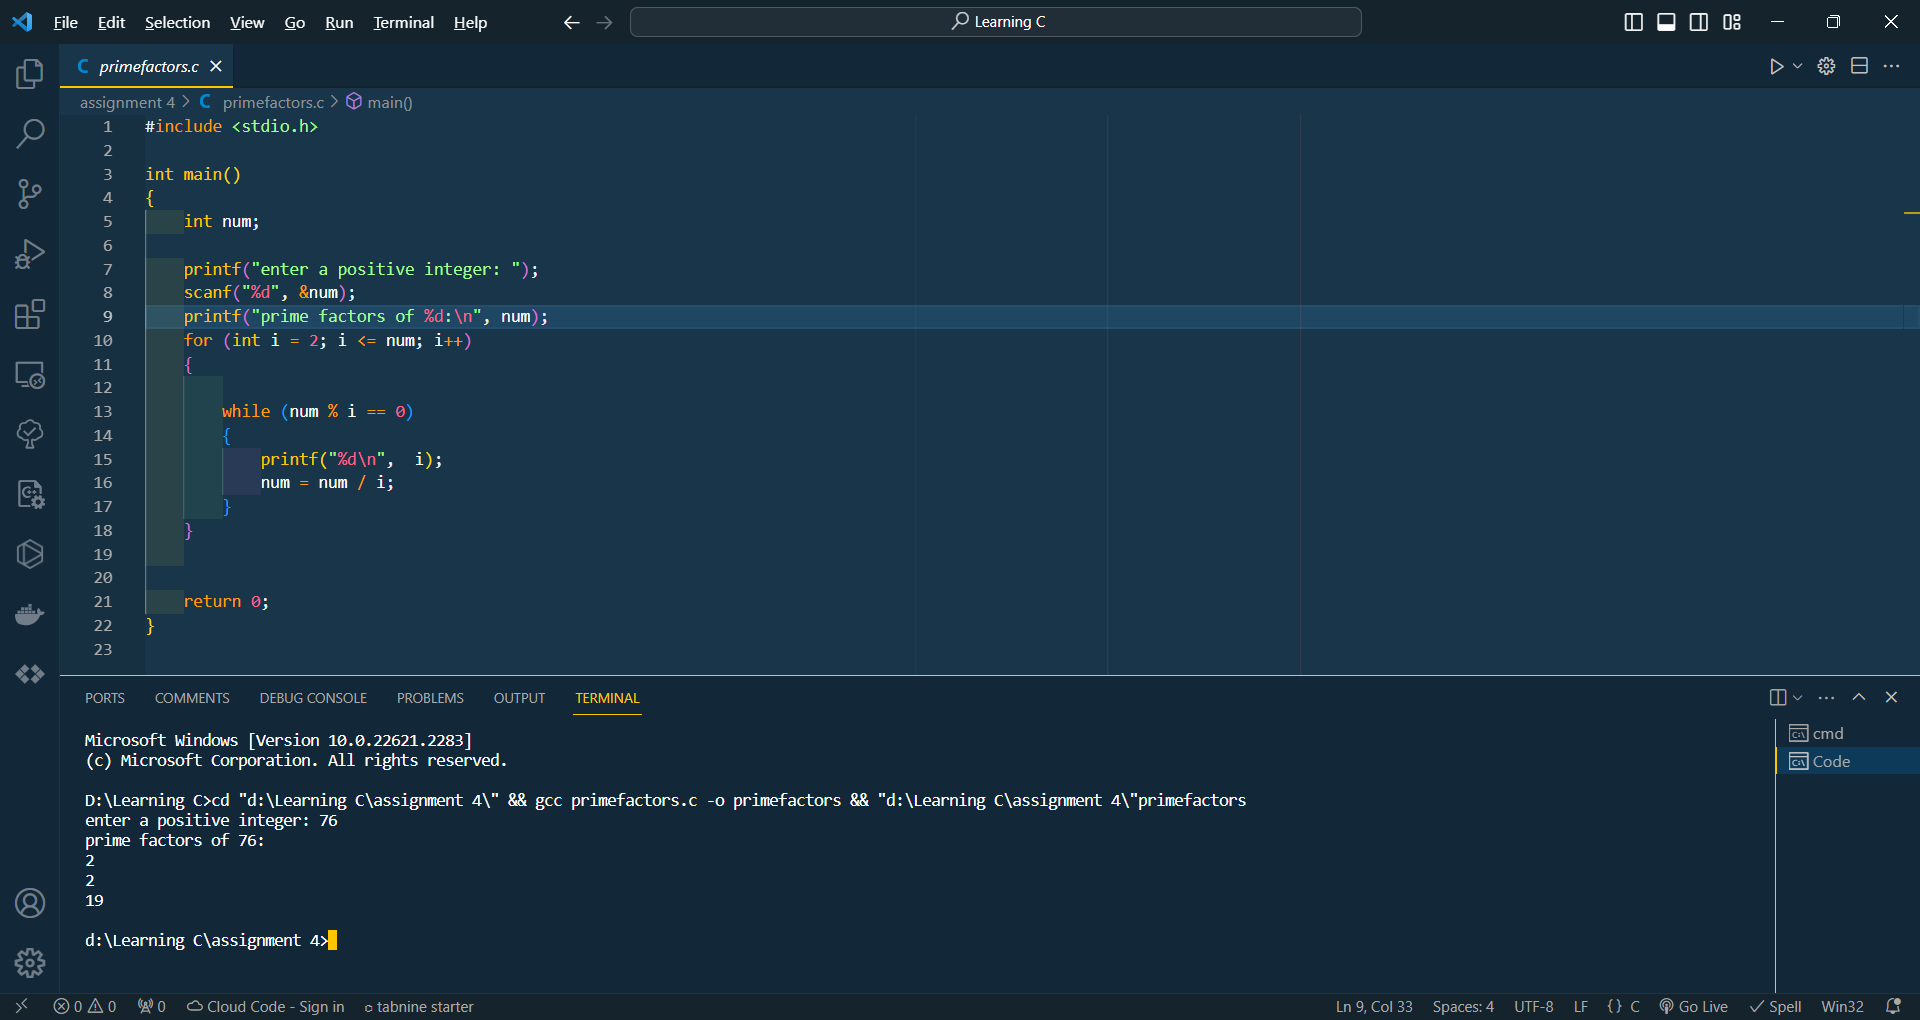 File Edit Selection View Go Run Terminal Help Learning C
primefactors.c
assignment 4 > C primefactors.c > main()
1 #include <stdio.h>
2
3 int main()
4 {
5 int num;
6
7 printf("enter a positive integer: ");
8 scanf("%d", &num);
9 printf("prime factors of %d:\n", num);
10 for (int i = 2; i <= num; i++)
11 {
12
13 while (num % i == 0)
14 {
15 printf("%d\n",  i);
16 num = num / i;
17 }
18 }
19
20
21 return 0;
22 }
23
PORTS COMMENTS DEBUG CONSOLE PROBLEMS OUTPUT TERMINAL
Microsoft Windows [Version 10.0.22621.2283]
(c) Microsoft Corporation. All rights reserved.
D:\Learning C>cd "d:\Learning C\assignment 4\" && gcc primefactors.c -o primefactors && "d:\Learning C\assignment 4\"primefactors
enter a positive integer: 76
prime factors of 76:
2
2
19
d:\Learning C\assignment 4>
cmd
Code
0 0 0 Cloud Code - Sign in tabnine starter Ln 9, Col 33 Spaces: 4 UTF-8 LF {} C Go Live Spell Win32